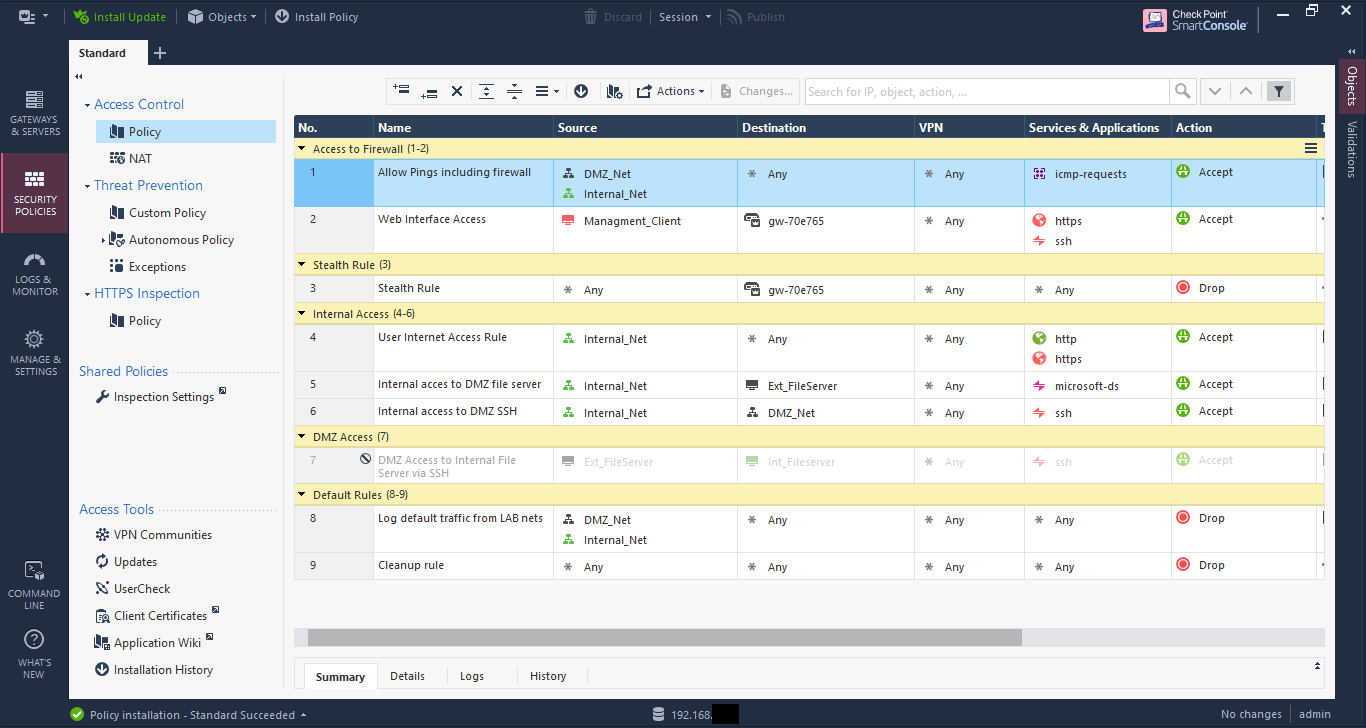 Install Update Objects Install Policy Discard Session Publish Check Point
SmartConsole
Standard
GATEWAYS
& SERVERS
SECURITY
POLICIES
LOGS &
MONITOR
MANAGE &
SETTINGS
COMMAND
LINE
WHAT'S
NEW
Access Control
Policy
NAT
Threat Prevention
Custom Policy
Autonomous Policy
Exceptions
HTTPS Inspection
Policy
Shared Policies
Inspection Settings
Access Tools
VPN Communities
Updates
UserCheck
Client Certificates
Application Wiki
Installation History
Actions Changes... Search for IP, object, action, ...
No. Name Source Destination VPN Services & Applications Action
Access to Firewall (1-2)
1 Allow Pings including firewall DMZ_Net Any Any icmp-requests Accept
Internal_Net
2 Web Interface Access Managment_Client gw-70e765 Any https Accept
ssh
Stealth Rule (3)
3 Stealth Rule Any gw-70e765 Any Any Drop
Internal Access (4-6)
4 User Internet Access Rule Internal_Net Any Any http Accept
https
5 Internal acces to DMZ file server Internal_Net Ext_FileServer Any microsoft-ds Accept
6 Internal access to DMZ SSH Internal_Net DMZ_Net Any ssh Accept
DMZ Access (7)
7 DMZ Access to Internal File Ext_FileServer Int_Fileserver Any ssh Accept
Server via SSH
Default Rules (8-9)
8 Log default traffic from LAB nets DMZ_Net Any Any Any Drop
Internal_Net
9 Cleanup rule Any Any Any Any Drop
Summary Details Logs History
Objects
Validations
Policy installation - Standard Succeeded 192.168. No changes admin